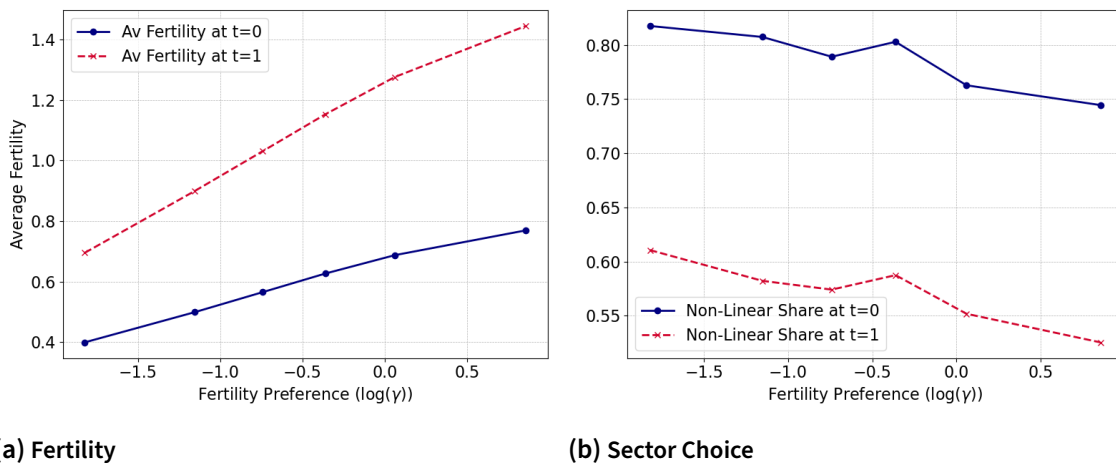 Av Fertility at t=0
Av Fertility at t=1
Average Fertility
1.4
1.2
1.0
0.8
0.6
0.4
−1.5 −1.0 −0.5 0.0 0.5
Fertility Preference (log(γ))
a) Fertility
0.80
0.75
0.70
0.65
0.60
0.55
Non-Linear Share at t=0
Non-Linear Share at t=1
−1.5 −1.0 −0.5 0.0 0.5
Fertility Preference (log(γ))
(b) Sector Choice